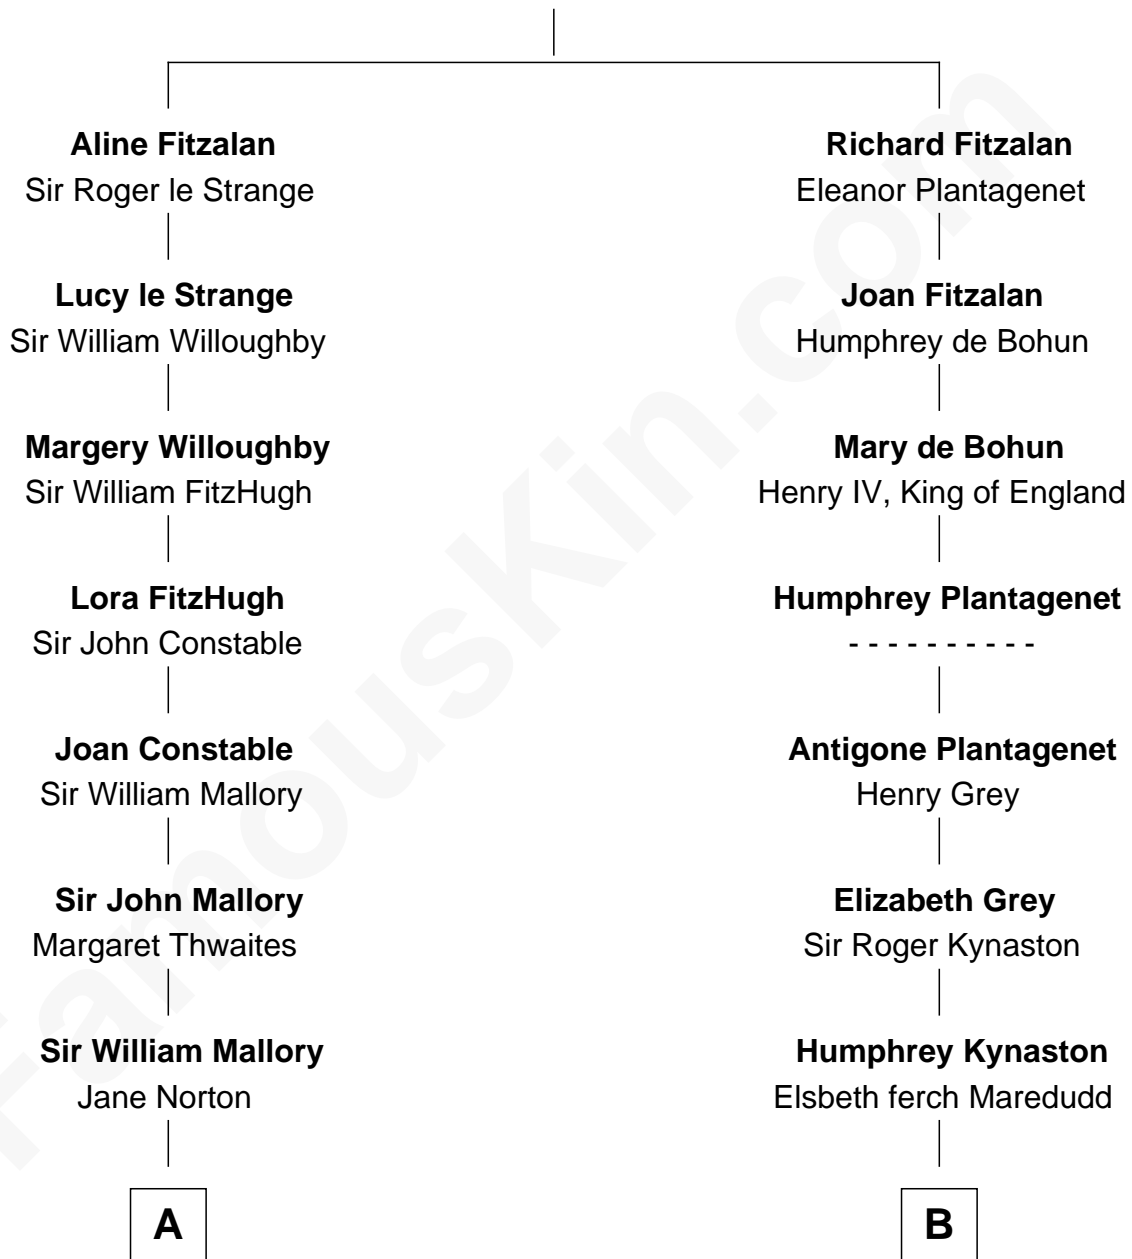 Aline Fitzalan
Sir Roger le Strange
Lucy le Strange
Sir William Willoughby
Margery Willoughby
Sir William FitzHugh
Lora FitzHugh
Sir John Constable
Joan Constable
Sir William Mallory
Sir John Mallory
Margaret Thwaites
Sir William Mallory
Jane Norton
A
Richard Fitzalan
Eleanor Plantagenet
Joan Fitzalan
Humphrey de Bohun
Mary de Bohun
Henry IV, King of England
Humphrey Plantagenet
- - - - - - - - - -
Antigone Plantagenet
Henry Grey
Elizabeth Grey
Sir Roger Kynaston
Humphrey Kynaston
Elsbeth ferch Maredudd
B
FamousKin.com